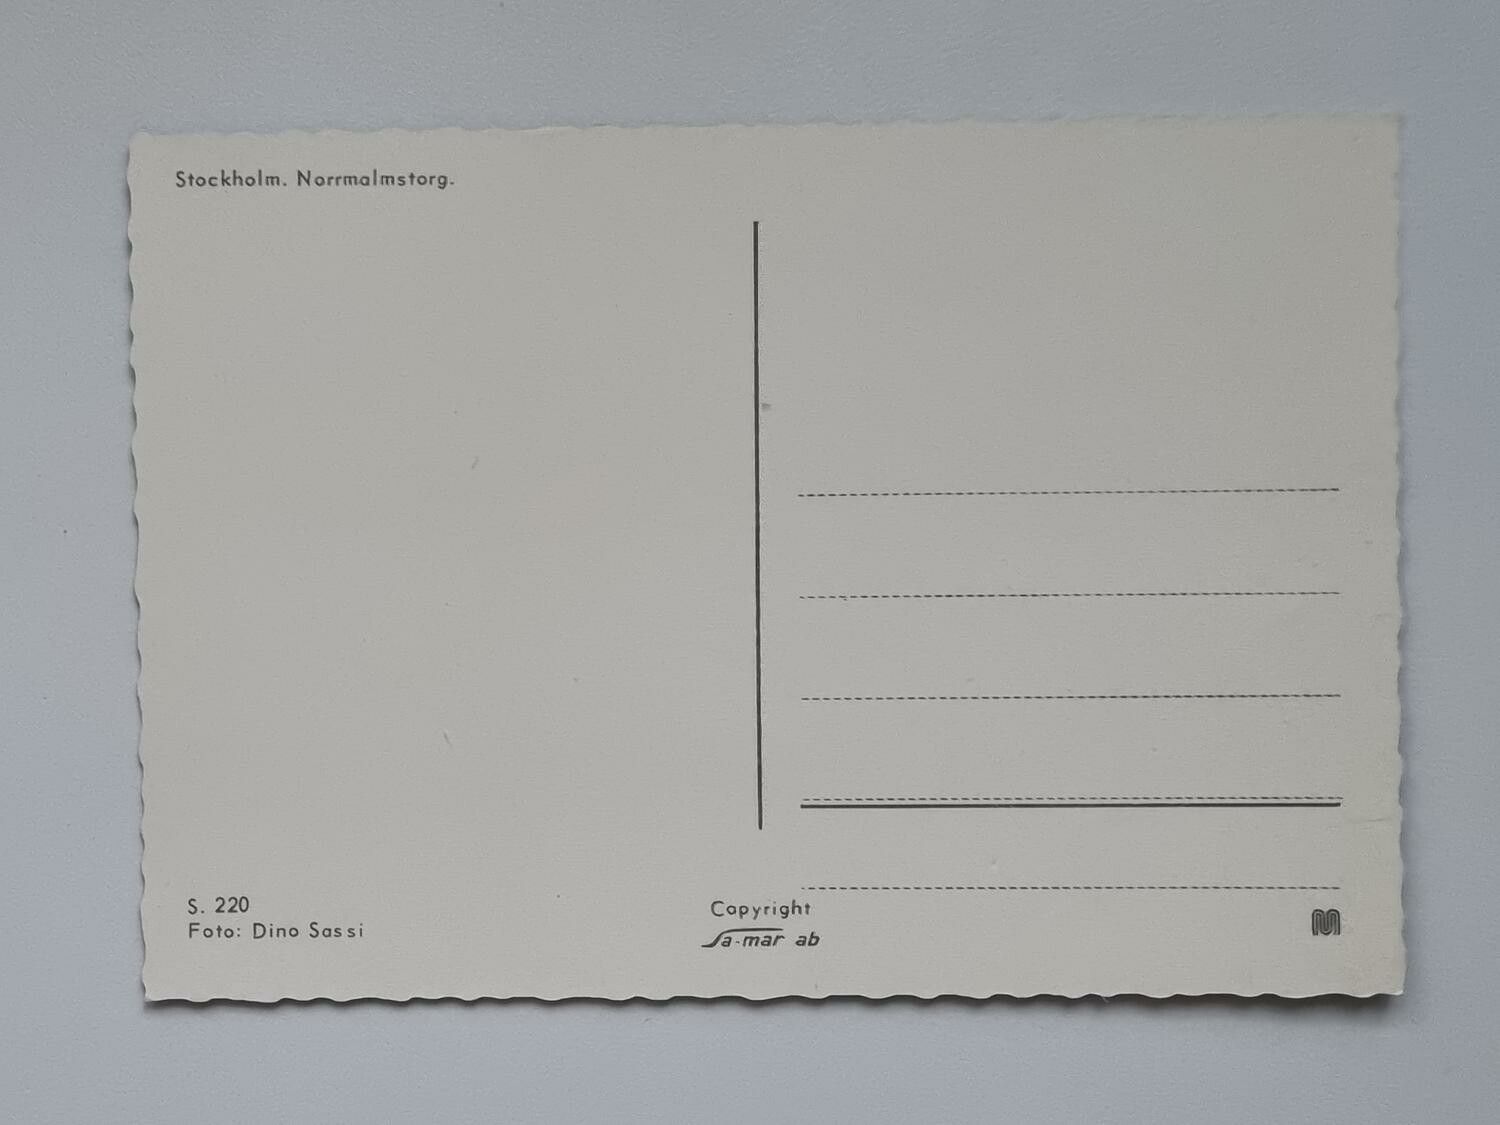 Stockholm. Norrmalmstorg.
S. 220
Foto: Dino Sassi
Copyright
Sa-mar ab
M